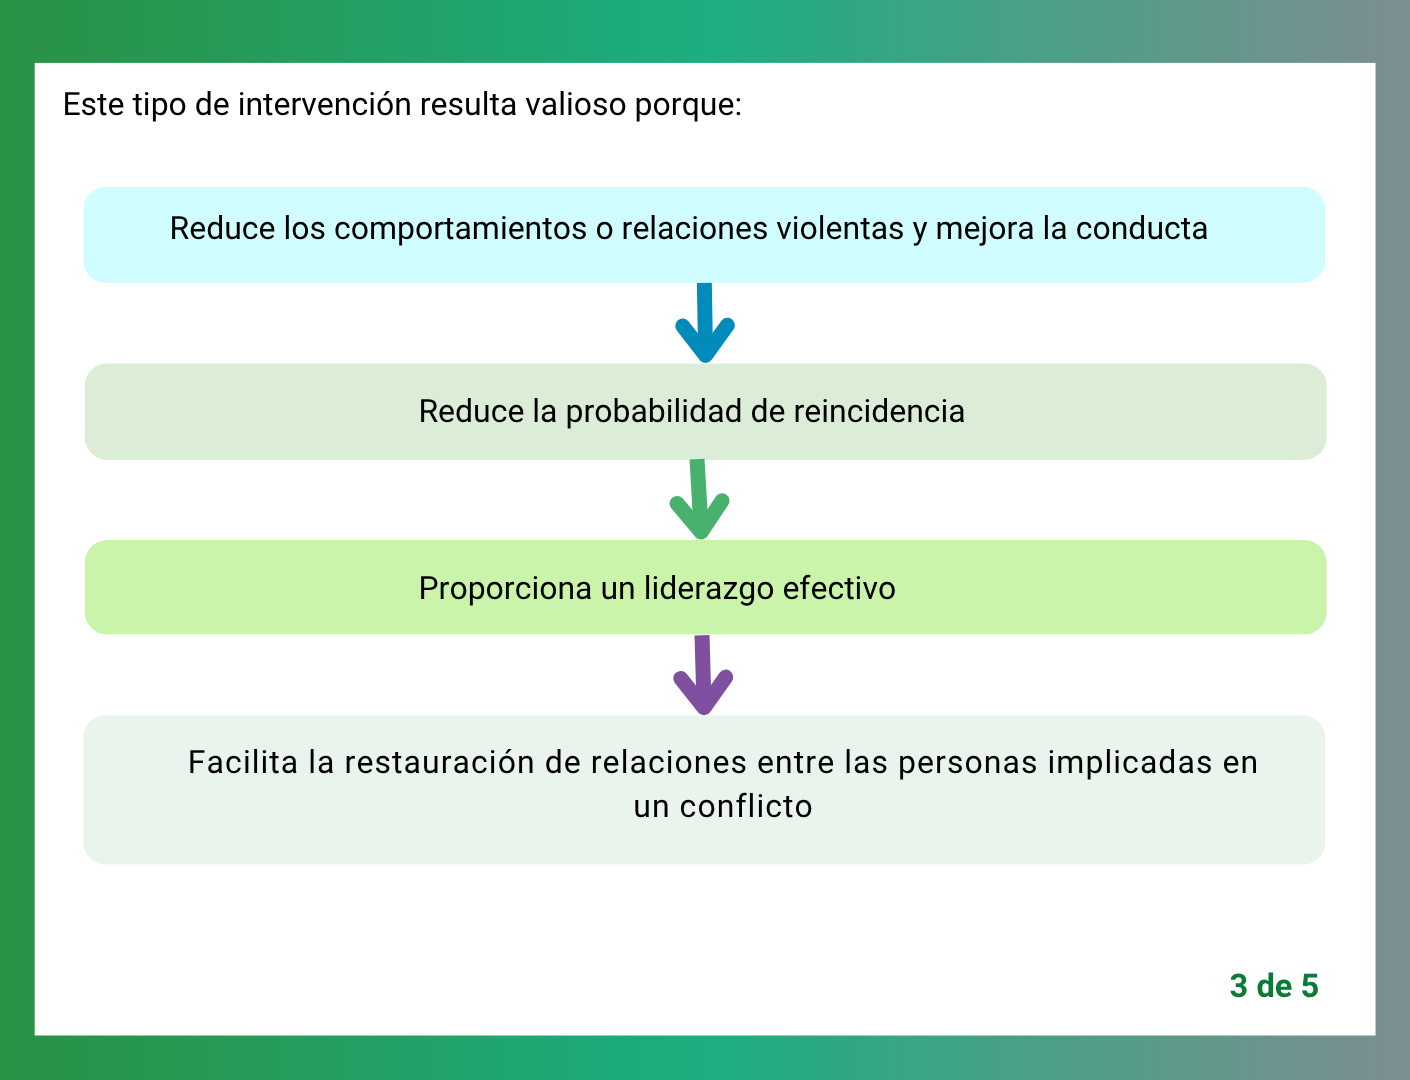 Este tipo de intervención resulta valioso porque:
Reduce los comportamientos o relaciones violentas y mejora la conducta
Reduce la probabilidad de reincidencia
Proporciona un liderazgo efectivo
Facilita la restauración de relaciones entre las personas implicadas en
un conflicto
3 de 5